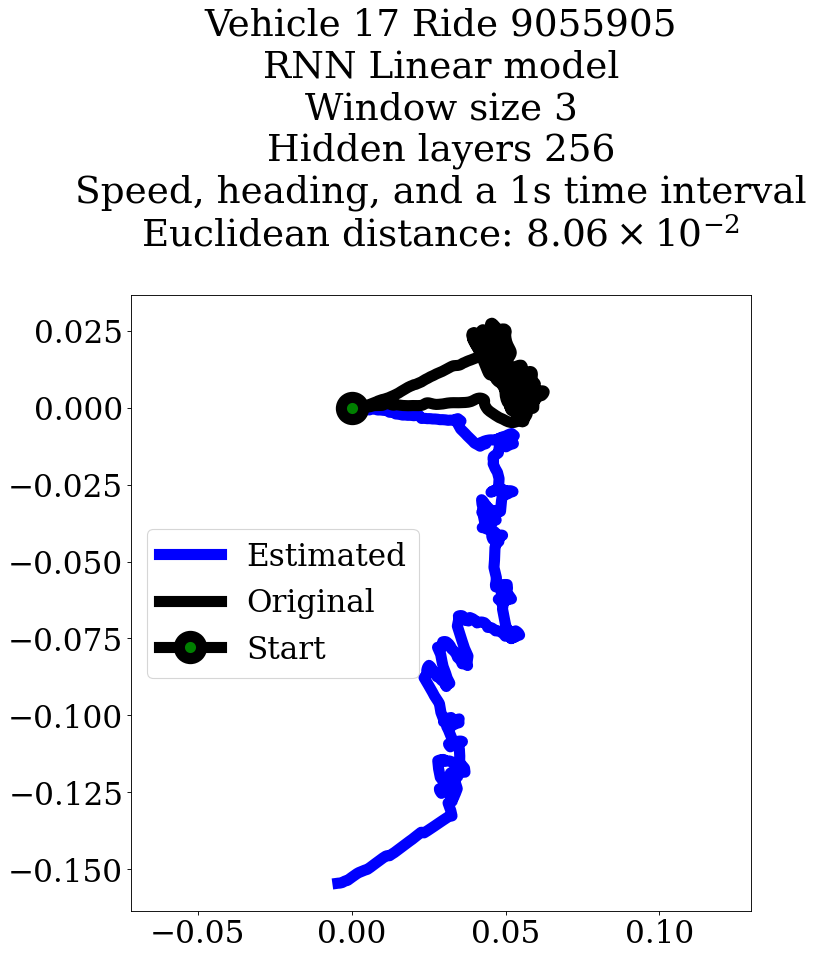 Vehicle 17 Ride 9055905
RNN Linear model
Window size 3
Hidden layers 256
Speed, heading, and a 1s time interval
Euclidean distance: 8.06 × 10⁻²
0.025
0.000
−0.025
−0.050
−0.075
−0.100
−0.125
−0.150
Estimated
Original
Start
−0.05 0.00 0.05 0.10